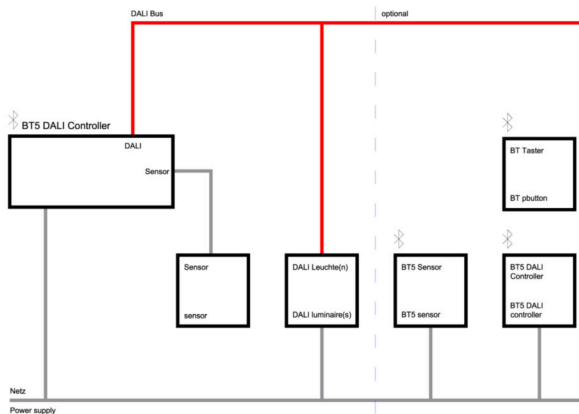 DALI Bus
optional
BT5 DALI Controller
DALI
Sensor
BT Taster
BT pbutton
Sensor
sensor
DALI Leuchte(n)
DALI luminaire(s)
BT5 Sensor
BT5 sensor
BT5 DALI
Controller
BT5 DALI
controller
Netz
Power supply